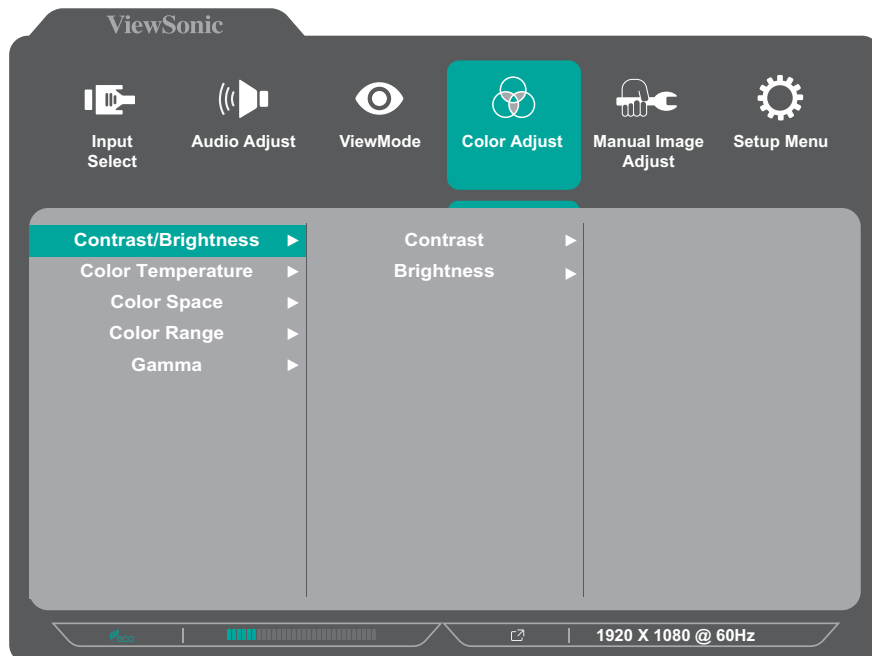 ViewSonic
Input
Select
Audio Adjust
ViewMode
Color Adjust
Manual Image
Adjust
Setup Menu
Contrast/Brightness
Color Temperature
Color Space
Color Range
Gamma
Contrast
Brightness
eco
1920 X 1080 @ 60Hz